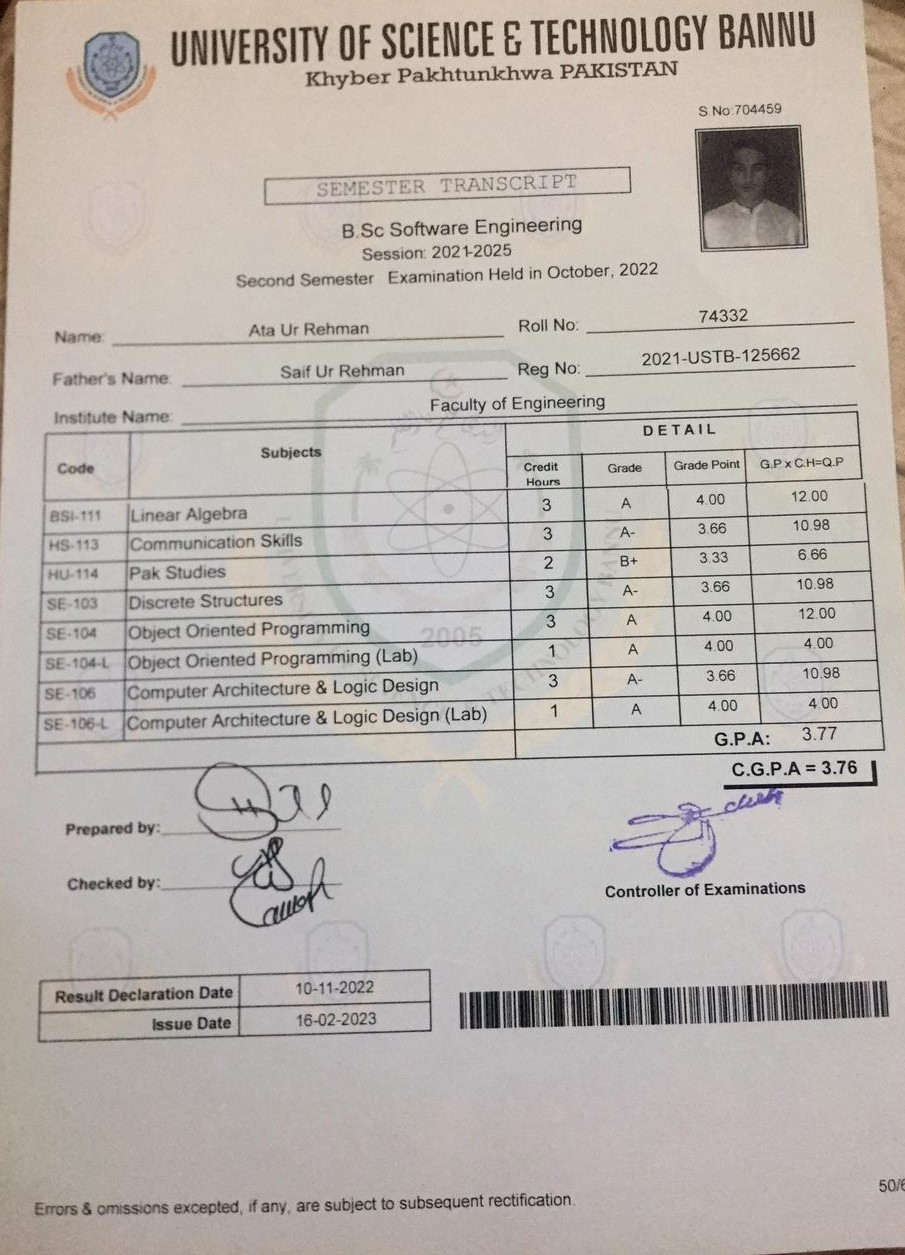 UNIVERSITY OF SCIENCE & TECHNOLOGY BANNU
Khyber Pakhtunkhwa PAKISTAN
S.No:704459
SEMESTER TRANSCRIPT
B.Sc Software Engineering
Session: 2021-2025
Second Semester Examination Held in October, 2022
Name: Ata Ur Rehman Roll No: 74332
Father's Name: Saif Ur Rehman Reg No: 2021-USTB-125662
Institute Name: Faculty of Engineering
Code Subjects DETAIL
Credit Hours Grade Grade Point G.P x C.H=Q.P
BSI-111 Linear Algebra 3 A 4.00 12.00
HS-113 Communication Skills 3 A- 3.66 10.98
HU-114 Pak Studies 2 B+ 3.33 6.66
SE-103 Discrete Structures 3 A- 3.66 10.98
SE-104 Object Oriented Programming 3 A 4.00 12.00
SE-104-L Object Oriented Programming (Lab) 1 A 4.00 4.00
SE-106 Computer Architecture & Logic Design 3 A- 3.66 10.98
SE-106-L Computer Architecture & Logic Design (Lab) 1 A 4.00 4.00
G.P.A: 3.77
C.G.P.A = 3.76
2005
Prepared by:
Checked by:
Controller of Examinations
Result Declaration Date 10-11-2022
Issue Date 16-02-2023
50/6
Errors & omissions excepted, if any, are subject to subsequent rectification.